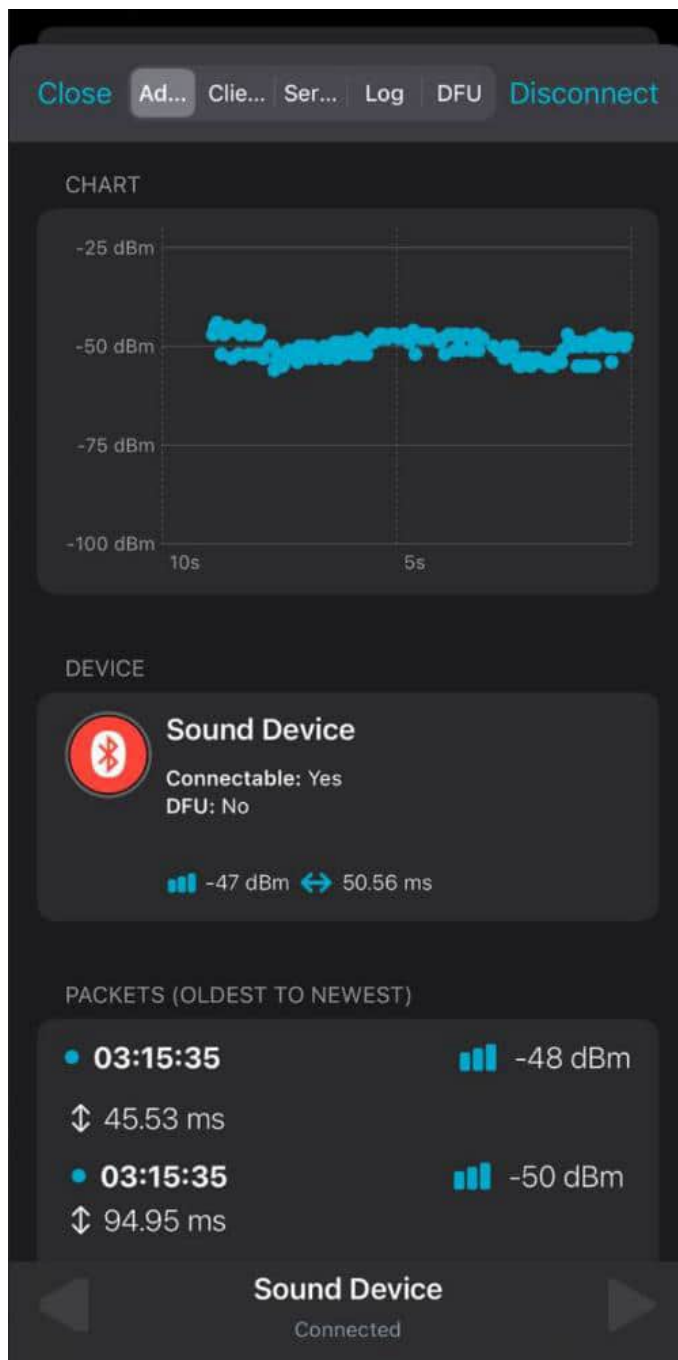 Close Ad... Clie... Ser... Log DFU Disconnect
CHART
-25 dBm
-50 dBm
-75 dBm
-100 dBm
10s 5s
DEVICE
Sound Device
Connectable: Yes
DFU: No
-47 dBm 50.56 ms
PACKETS (OLDEST TO NEWEST)
03:15:35 -48 dBm
45.53 ms
03:15:35 -50 dBm
94.95 ms
Sound Device
Connected